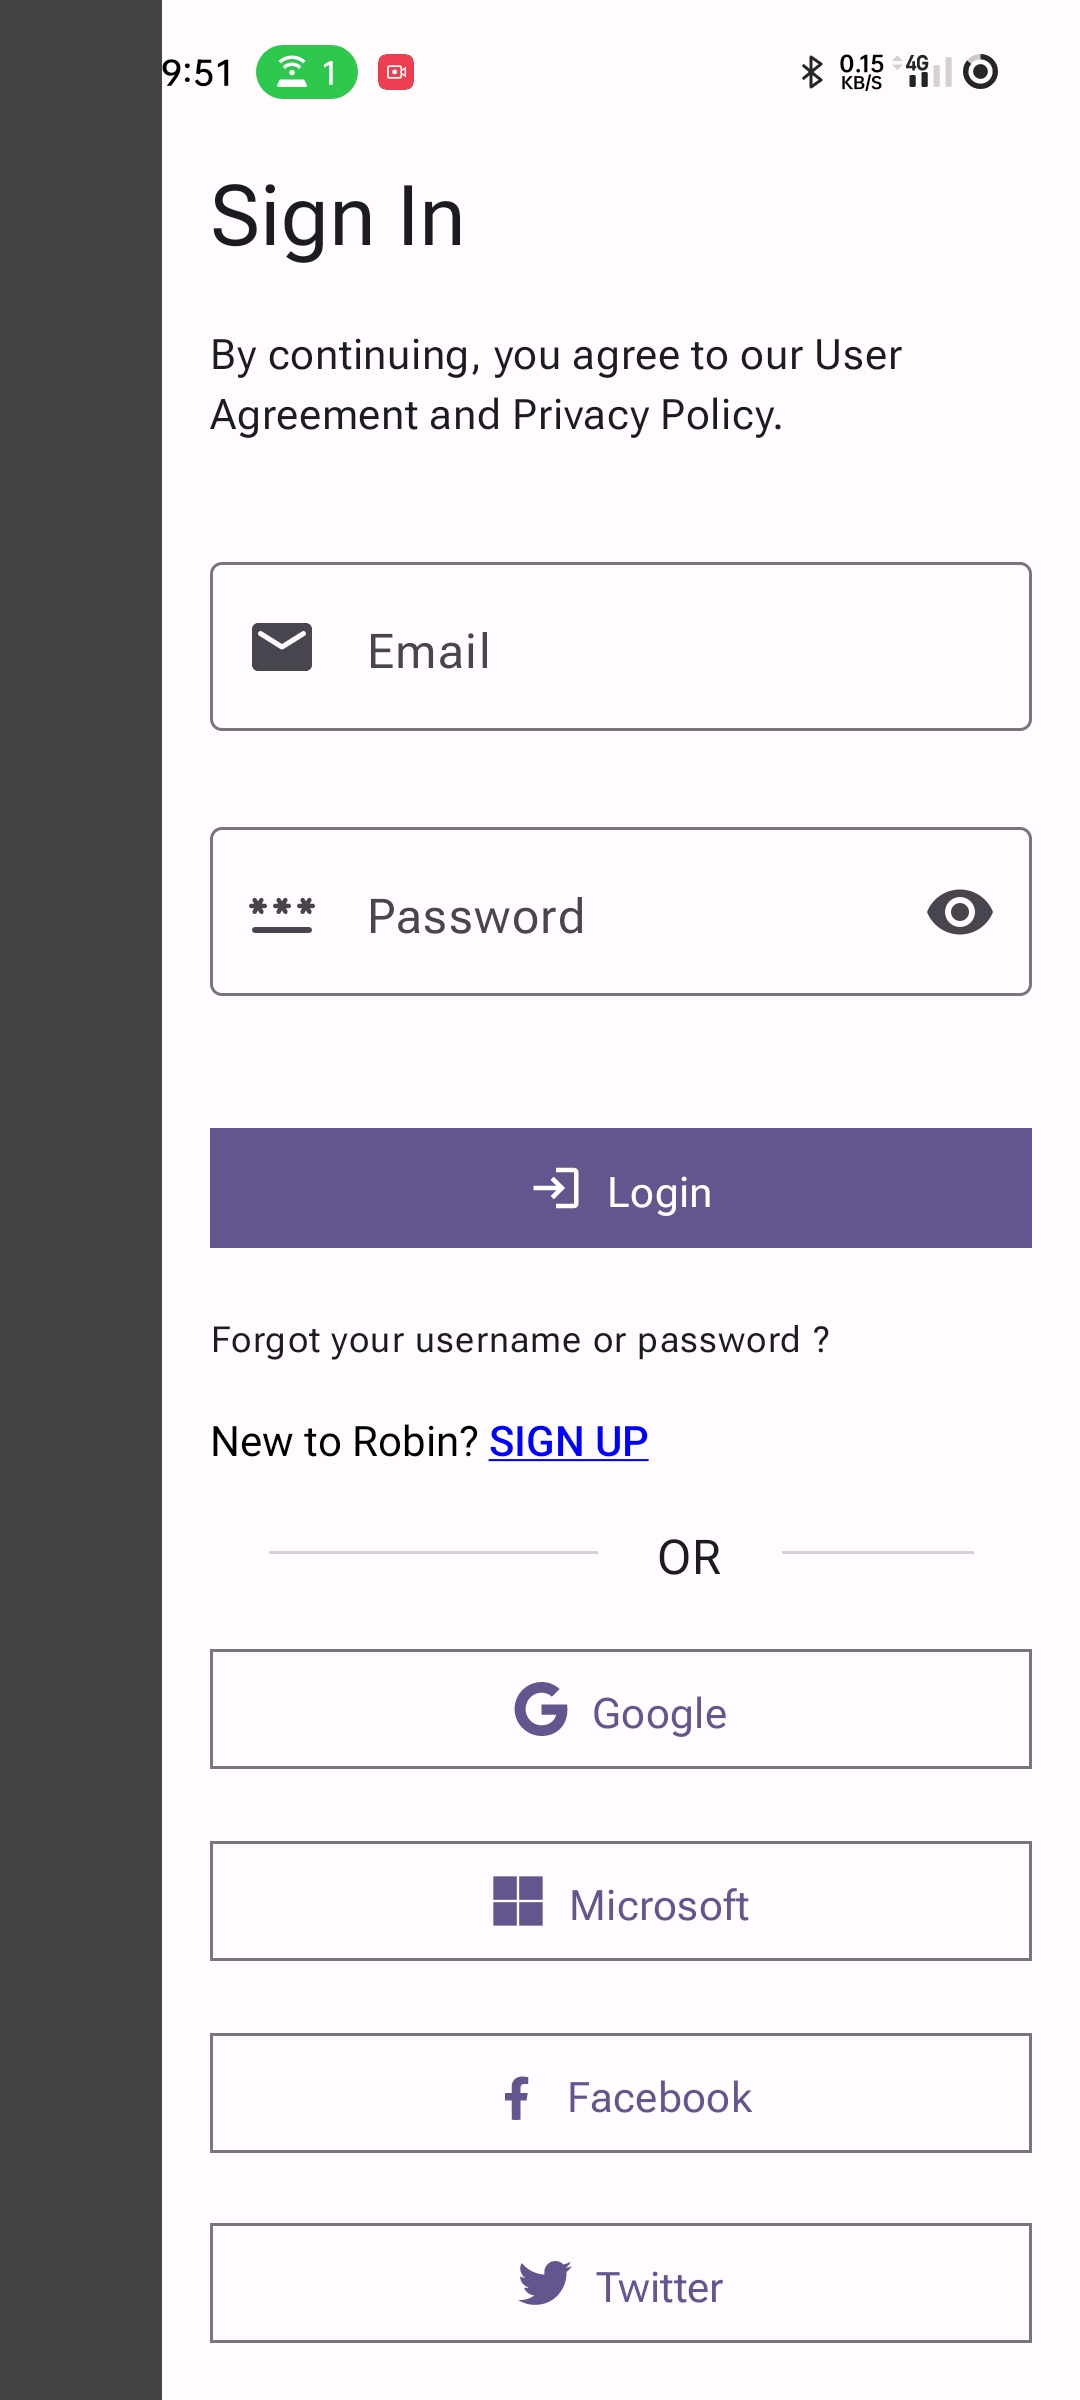 9:51 1 0.15 KB/S 4G
Sign In
By continuing, you agree to our User
Agreement and Privacy Policy.
Email
Password
Login
Forgot your username or password ?
New to Robin? SIGN UP
OR
Google
Microsoft
Facebook
Twitter